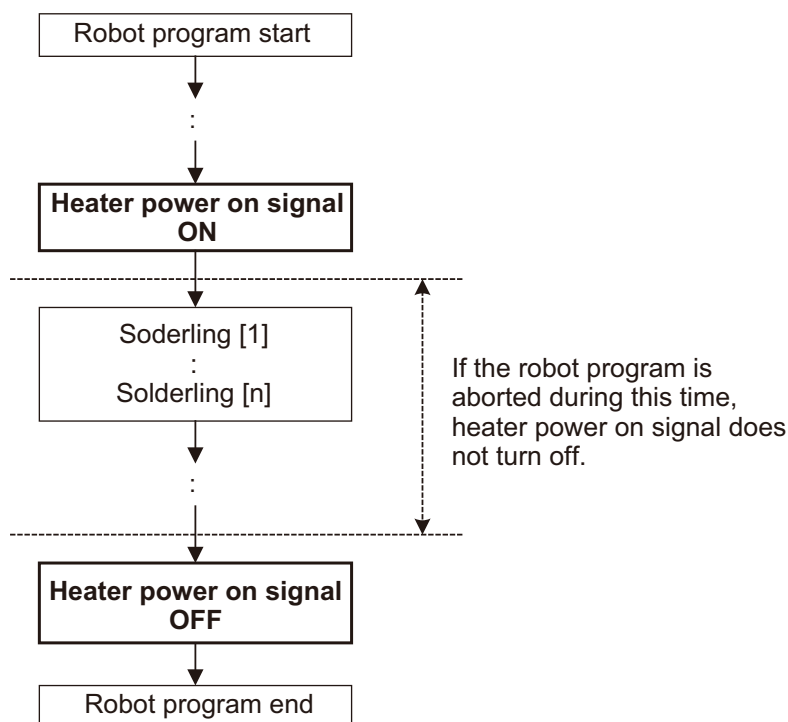 Robot program start
:
Heater power on signal
ON
Soderling [1]
:
Solderling [n]
If the robot program is
aborted during this time,
heater power on signal does
not turn off.
:
Heater power on signal
OFF
Robot program end